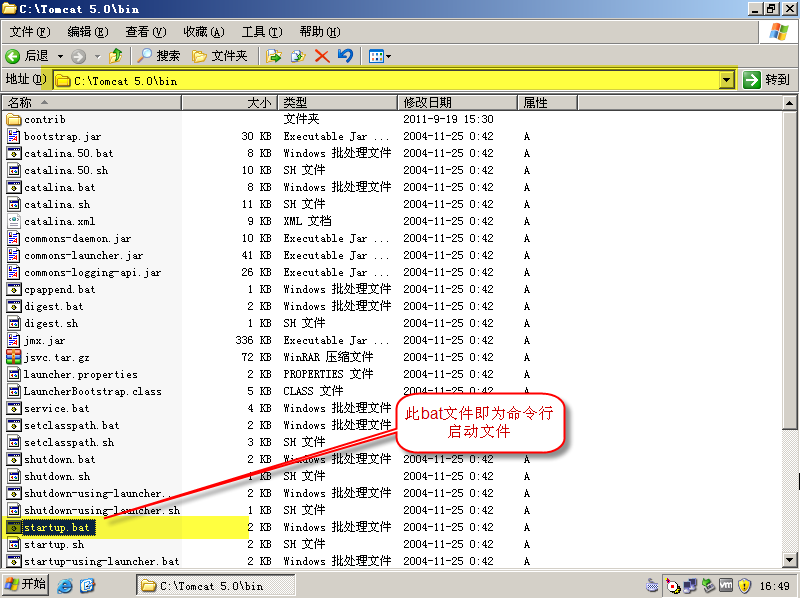 C:\Tomcat 5.0\bin
文件(F) 编辑(E) 查看(V) 收藏(A) 工具(T) 帮助(H)
后退 搜索 文件夹
地址(D) C:\Tomcat 5.0\bin 转到
名称 大小 类型 修改日期 属性
contrib 文件夹 2011-9-19 15:30
bootstrap.jar 30 KB Executable Jar ... 2004-11-25 0:42 A
catalina.50.bat 8 KB Windows 批处理文件 2004-11-25 0:42 A
catalina.50.sh 10 KB SH 文件 2004-11-25 0:42 A
catalina.bat 8 KB Windows 批处理文件 2004-11-25 0:42 A
catalina.sh 11 KB SH 文件 2004-11-25 0:42 A
catalina.xml 9 KB XML 文档 2004-11-25 0:42 A
commons-daemon.jar 10 KB Executable Jar ... 2004-11-25 0:42 A
commons-launcher.jar 41 KB Executable Jar ... 2004-11-25 0:42 A
commons-logging-api.jar 26 KB Executable Jar ... 2004-11-25 0:42 A
cpappend.bat 1 KB Windows 批处理文件 2004-11-25 0:42 A
digest.bat 2 KB Windows 批处理文件 2004-11-25 0:42 A
digest.sh 1 KB SH 文件 2004-11-25 0:42 A
jmx.jar 336 KB Executable Jar ... 2004-11-25 0:42 A
jsvc.tar.gz 72 KB WinRAR 压缩文件 2004-11-25 0:42 A
launcher.properties 2 KB PROPERTIES 文件 2004-11-25 0:42 A
LauncherBootstrap.class 5 KB CLASS 文件 2004-11-25 0:42 A
service.bat 4 KB Windows 批处理文件
此bat文件即为命令行
启动文件
setclasspath.bat 2 KB Windows 批处理文件
setclasspath.sh 3 KB SH 文件
shutdown.bat 2 KB Windows 批处理文件 2004-11-25 0:42 A
shutdown.sh 1 KB SH 文件 2004-11-25 0:42 A
shutdown-using-launcher... 2 KB Windows 批处理文件 2004-11-25 0:42 A
shutdown-using-launcher.sh 1 KB SH 文件 2004-11-25 0:42 A
startup.bat 2 KB Windows 批处理文件 2004-11-25 0:42 A
startup.sh 2 KB SH 文件 2004-11-25 0:42 A
startup-using-launcher.bat 2 KB Windows 批处理文件 2004-11-25 0:42 A
开始 C:\Tomcat 5.0\bin 16:49